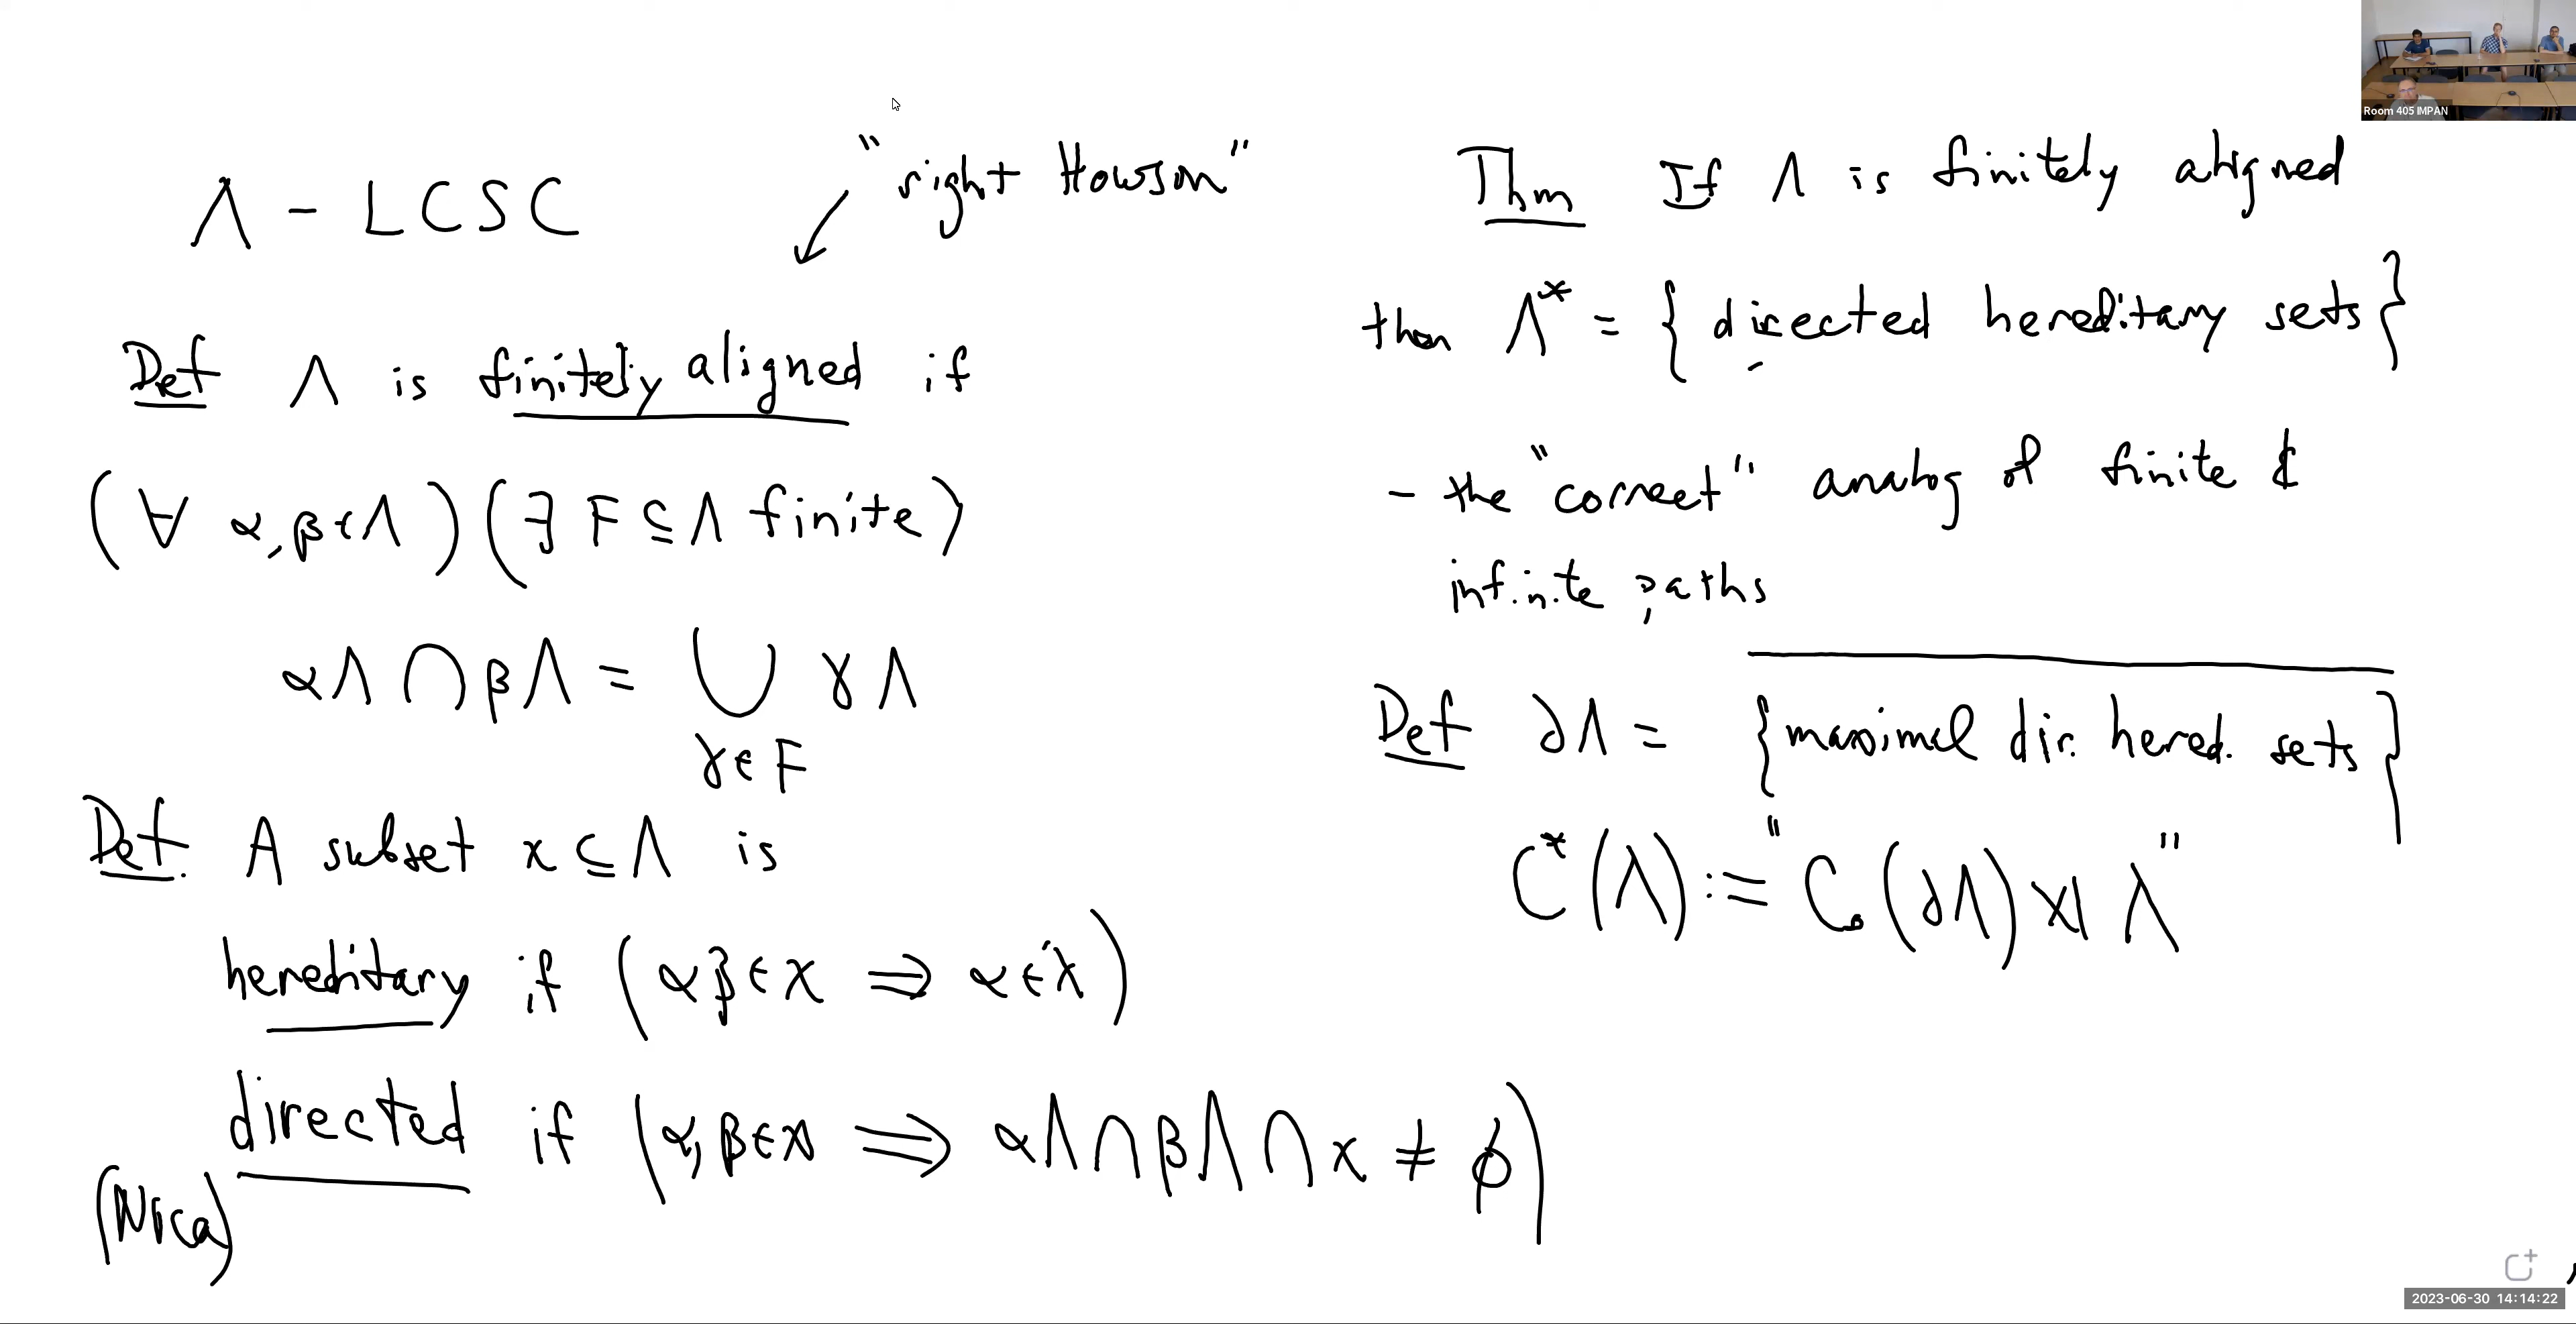 "right Howson"
Λ - LCSC
Def Λ is finitely aligned if
(∀ α, β ∈ Λ) (∃ F ⊆ Λ finite)
αΛ ∩ βΛ = ⋃ γΛ
γ ∈ F
Def. A subset x ⊆ Λ is
hereditary if (αβ ∈ x ⇒ α ∈ x)
directed if (α, β ∈ x ⟹ αΛ ∩ βΛ ∩ x ≠ ∅)
(Nica)
Thm If Λ is finitely aligned
then Λ* = { directed hereditary sets }
- the "correct" analog of finite &
infinite paths
Def ∂Λ = {maximal dir. hered. sets}
C*(Λ) := "C₀(∂Λ) ⋊ Λ"
Room 405 IMPAN
2023-06-30 14:14:22